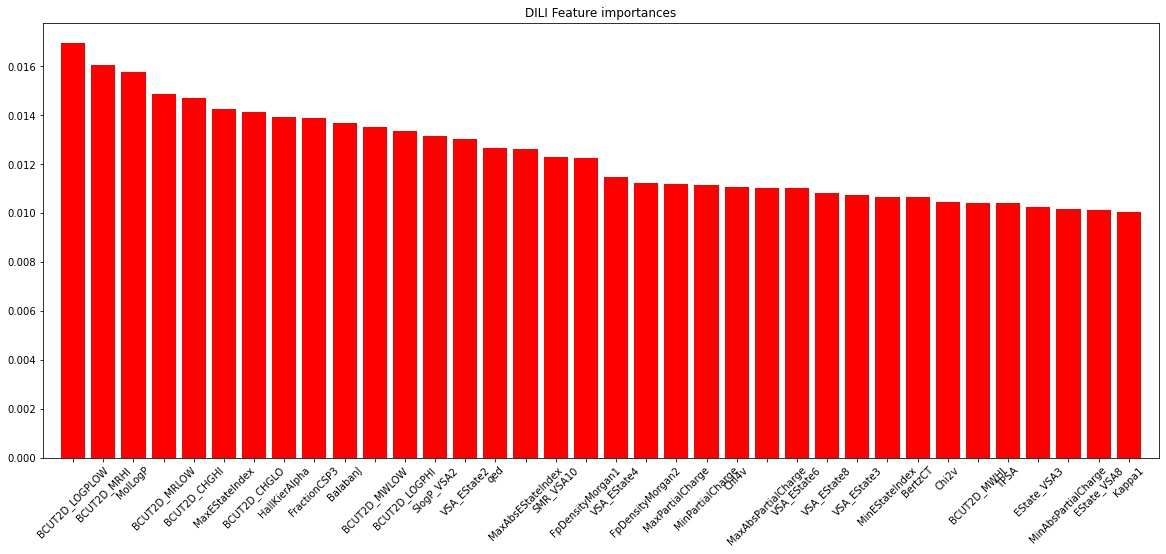 DILI Feature importances
0.016
0.014
0.012
0.010
0.008
0.006
0.004
0.002
0.000
BCUT2D_LOGPLOW
BCUT2D_MRHI
MolLogP
BCUT2D_MRLOW
BCUT2D_CHGHI
MaxEStateIndex
BCUT2D_CHGLO
HallKierAlpha
FractionCSP3
BalabanJ
BCUT2D_MWLOW
BCUT2D_LOGPHI
SlogP_VSA2
VSA_EState2
qed
MaxAbsEStateIndex
SMR_VSA10
FpDensityMorgan1
VSA_EState4
FpDensityMorgan2
MaxPartialCharge
MinPartialCharge
Chi4v
MaxAbsPartialCharge
VSA_EState6
VSA_EState8
VSA_EState3
MinEStateIndex
BertzCT
Chi2v
BCUT2D_MWHI
TPSA
EState_VSA3
MinAbsPartialCharge
EState_VSA8
Kappa1